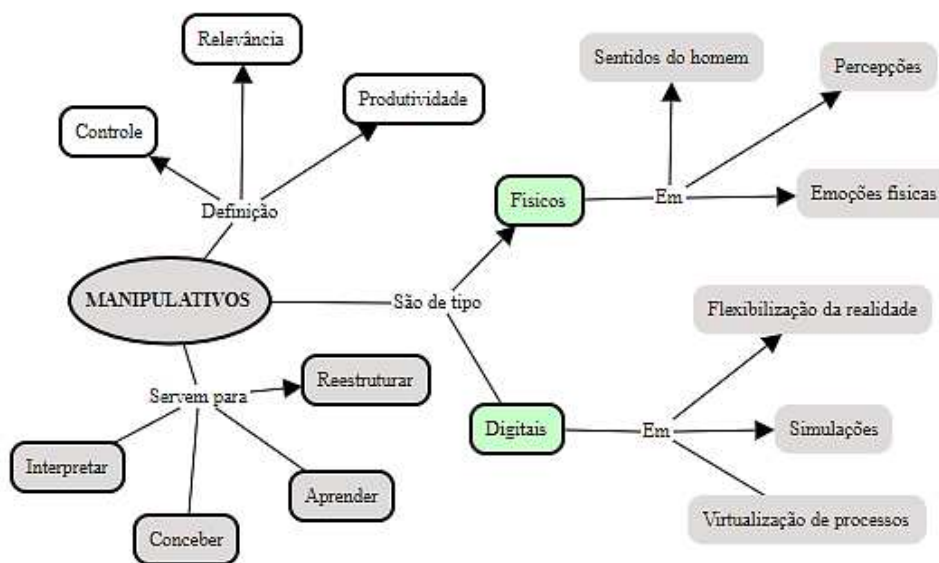 Relevância
Sentidos do homem
Percepções
Produtividade
Controle
Definição
Físicos
Em
Emoções físicas
MANIPULATIVOS
São de tipo
Flexibilização da realidade
Servem para
Reestruturar
Digitais
Em
Simulações
Interpretar
Aprender
Conceber
Virtualização de processos